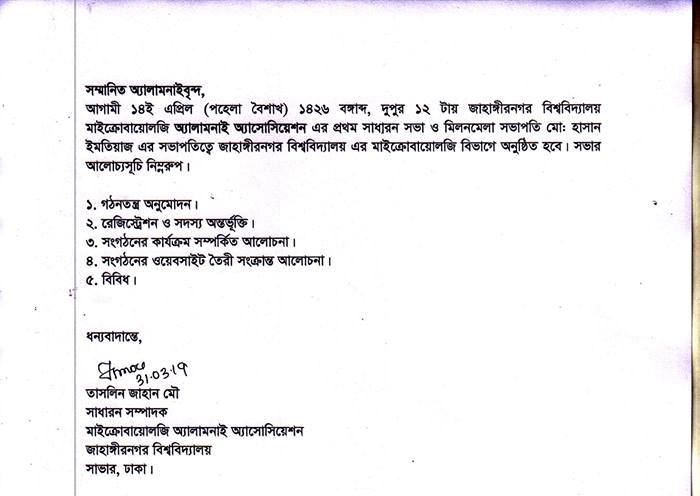 সম্মানিত অ্যালামনাইবৃন্দ,
আগামী ১৪ই এপ্রিল (পহেলা বৈশাখ) ১৪২৬ বঙ্গাব্দ, দুপুর ১২ টায় জাহাঙ্গীরনগর বিশ্ববিদ্যালয়
মাইক্রোবায়োলজি অ্যালামনাই অ্যাসোসিয়েশন এর প্রথম সাধারন সভা ও মিলনমেলা সভাপতি মো: হাসান
ইমতিয়াজ এর সভাপতিত্বে জাহাঙ্গীরনগর বিশ্ববিদ্যালয় এর মাইক্রোবায়োলজি বিভাগে অনুষ্ঠিত হবে। সভার
আলোচ্যসূচি নিম্নরুপ।
১. গঠনতন্ত্র অনুমোদন।
২. রেজিস্ট্রেশন ও সদস্য অন্তর্ভূক্তি।
৩. সংগঠনের কার্যক্রম সম্পর্কিত আলোচনা।
৪. সংগঠনের ওয়েবসাইট তৈরী সংক্রান্ত আলোচনা।
৫. বিবিধ।
ধন্যবাদান্তে,
31.03.19
তাসলিন জাহান মৌ
সাধারন সম্পাদক
মাইক্রোবায়োলজি অ্যালামনাই অ্যাসোসিয়েশন
জাহাঙ্গীরনগর বিশ্ববিদ্যালয়
সাভার, ঢাকা।